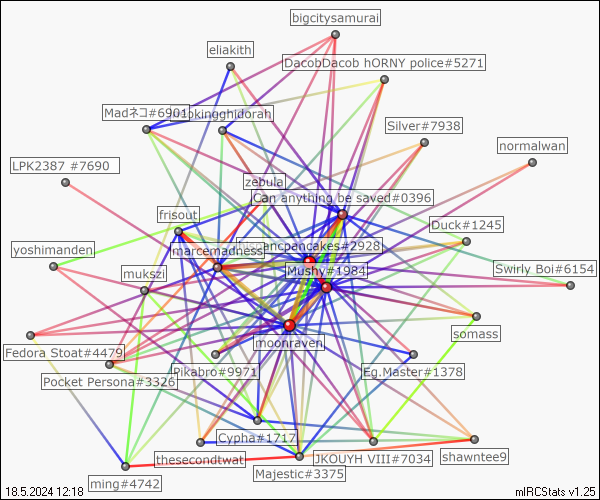 bigcitysamurai
eliakith
DacobDacob hORNY police#5271
Madネコ#6901
kingghidorah
Silver#7938
normalwan
LPK2387 #7690
zebula
Can anything be saved#0396
frisout
Duck#1245
ancpancakes#2928
marcemadness
yoshimanden
mukszi
Mushy#1984
Swirly Boi#6154
somass
moonraven
Fedora Stoat#4479
Pocket Persona#3326
Pikabro#9971
Eg.Master#1378
Cypha#1717
thesecondtwat
JKOUYH VIII#7034
shawntee9
Majestic#3375
ming#4742
18.5.2024 12:18
mIRCStats v1.25